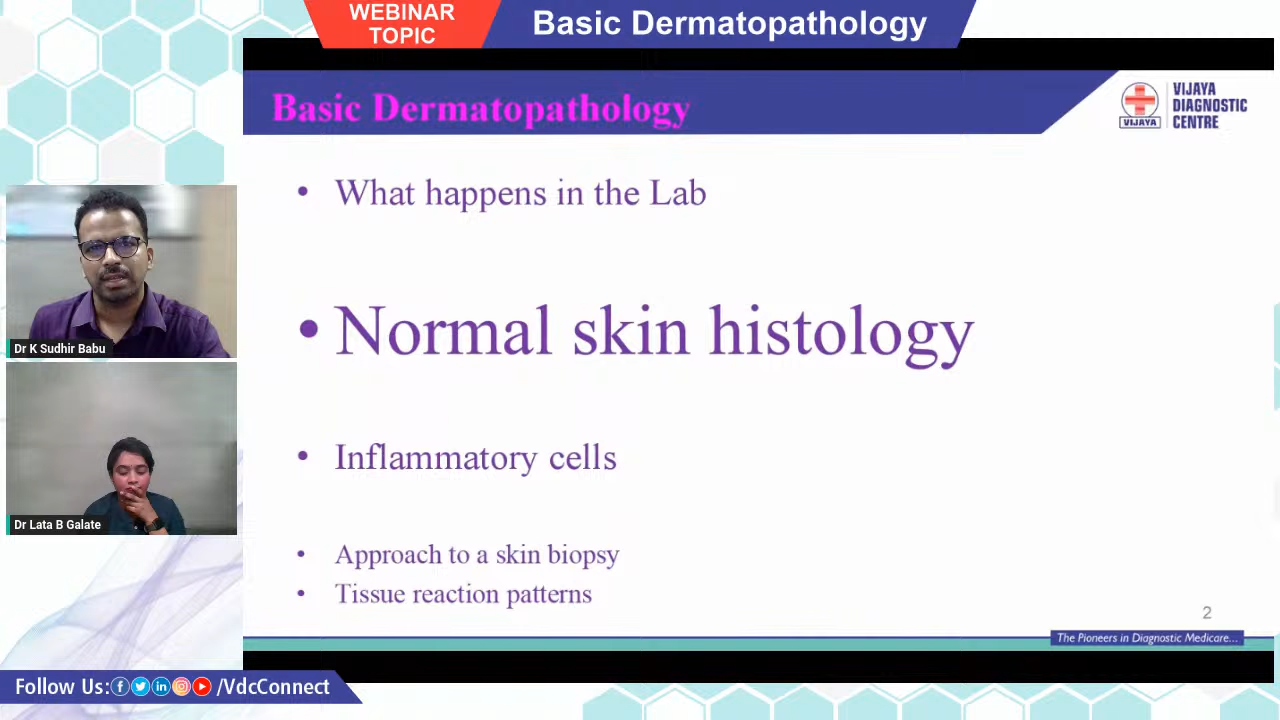 WEBINAR
TOPIC
Basic Dermatopathology
Basic Dermatopathology
VIJAYA
VIJAYA
DIAGNOSTIC
CENTRE
• What happens in the Lab
• Normal skin histology
• Inflammatory cells
• Approach to a skin biopsy
• Tissue reaction patterns
2
The Pioneers in Diagnostic Medicare...
Dr K Sudhir Babu
Dr Lata B Galate
Follow Us: /VdcConnect